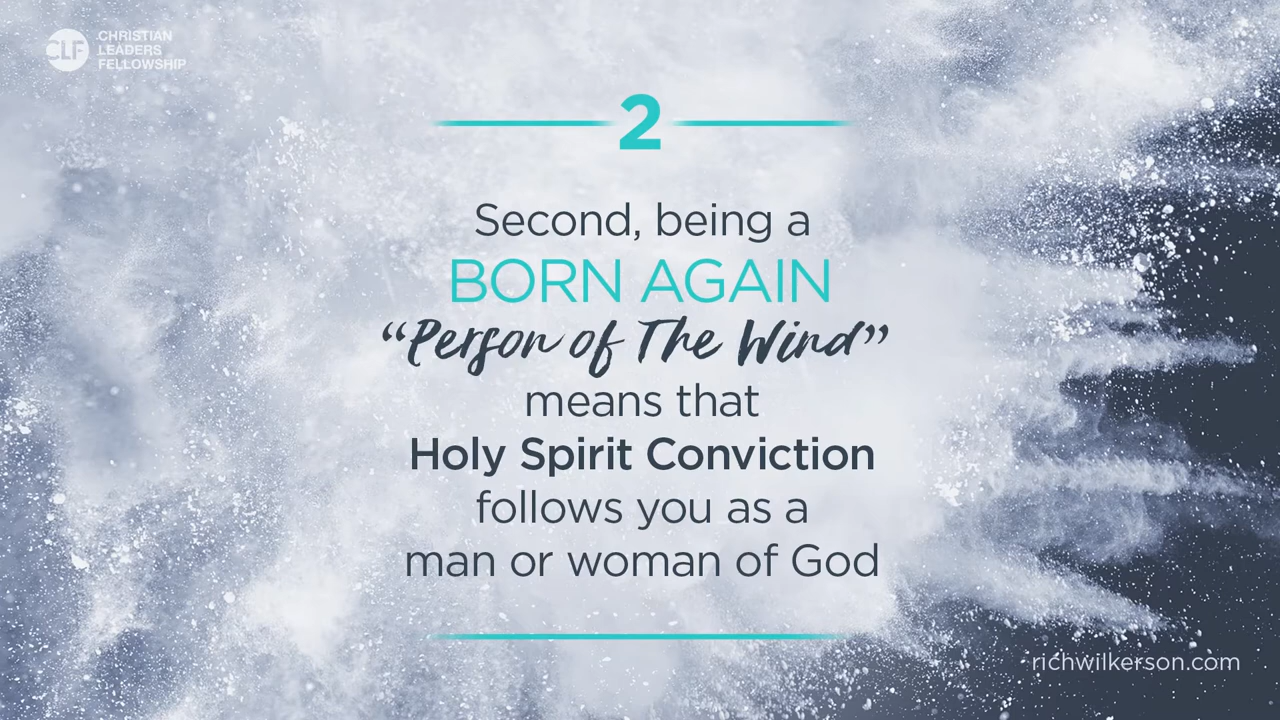 CLF
CHRISTIAN
LEADERS
FELLOWSHIP
2
Second, being a
BORN AGAIN
“Person of The Wind”
means that
Holy Spirit Conviction
follows you as a
man or woman of God
richwilkerson.com